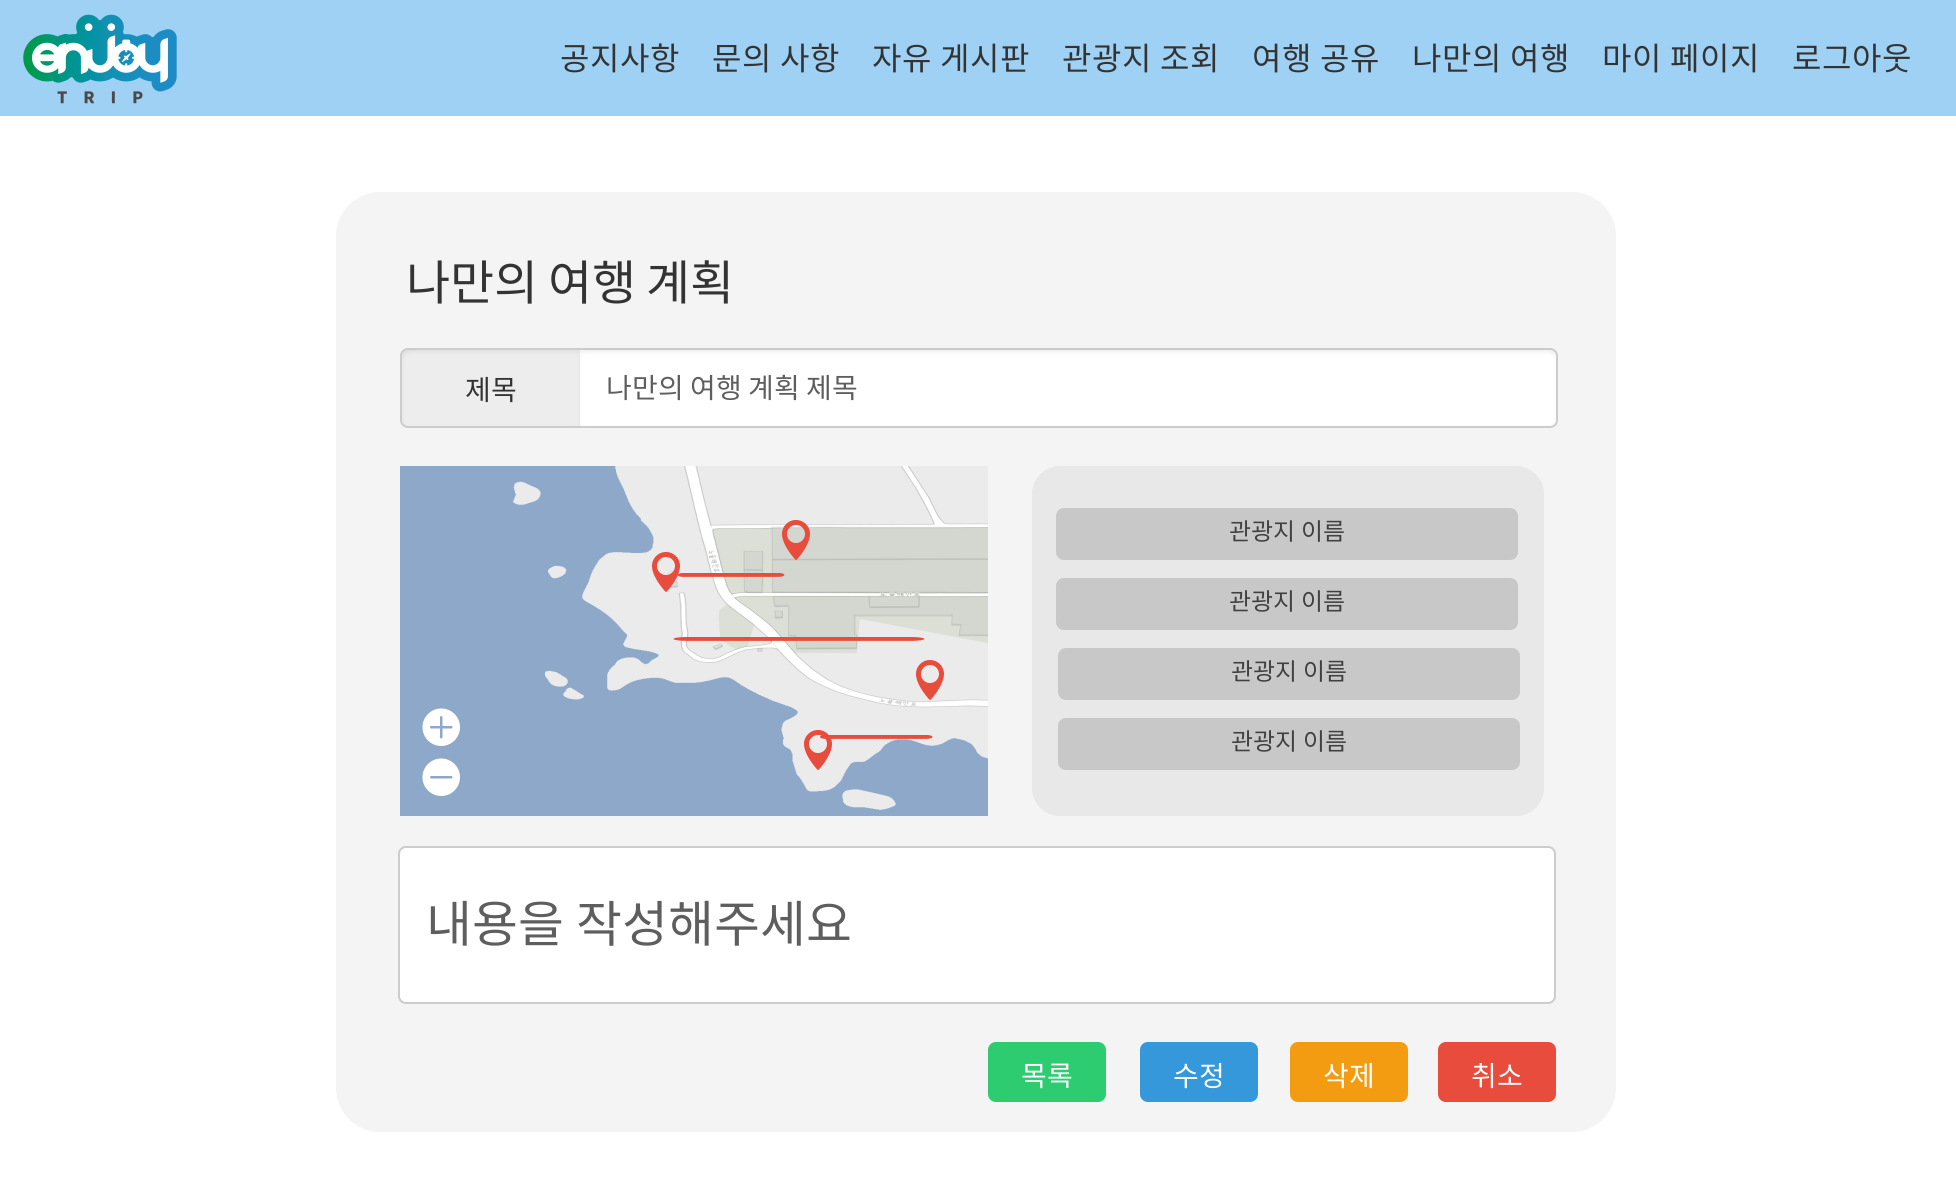 enjoy
TRIP
공지사항 문의 사항 자유 게시판 관광지 조회 여행 공유 나만의 여행 마이 페이지 로그아웃
나만의 여행 계획
제목 나만의 여행 계획 제목
관광지 이름
관광지 이름
관광지 이름
관광지 이름
내용을 작성해주세요
목록 수정 삭제 취소